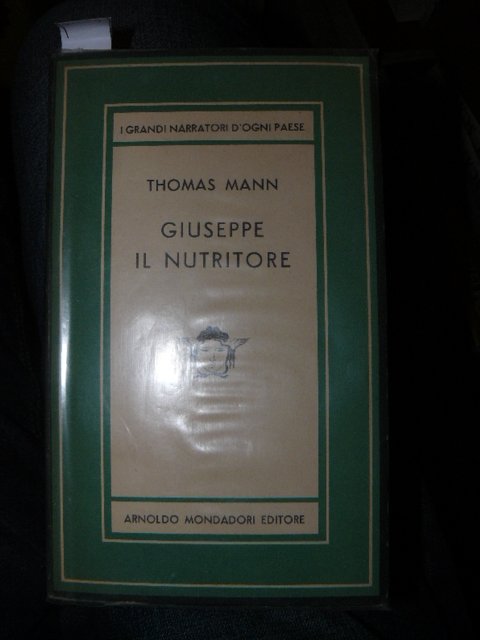 I GRANDI NARRATORI D'OGNI PAESE
THOMAS MANN
GIUSEPPE
IL NUTRITORE
ARNOLDO MONDADORI EDITORE